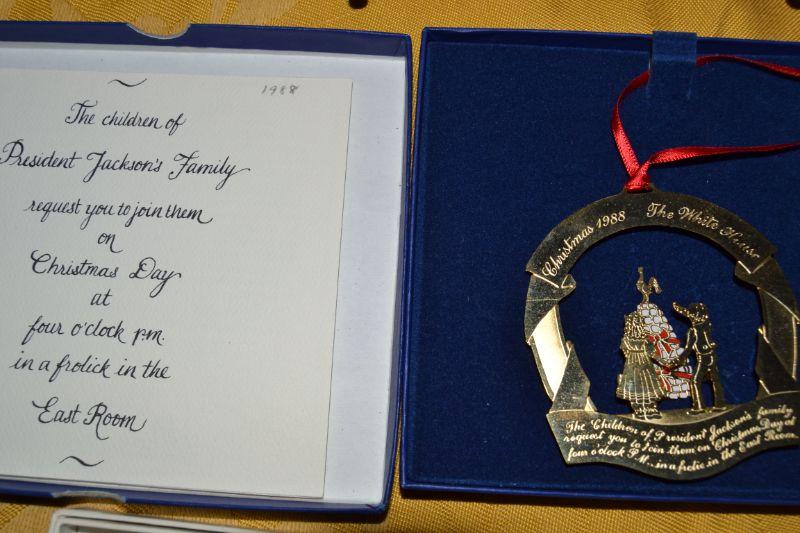 1988
The children of
President Jackson's Family
request you to join them
on
Christmas Day
at
four o'clock p.m.
in a frolick in the
East Room
Christmas 1988 The White House
The Children of President Jackson's family
request you to join them on Christmas Day at
four o'clock P.M. in a frolic in the East Room.